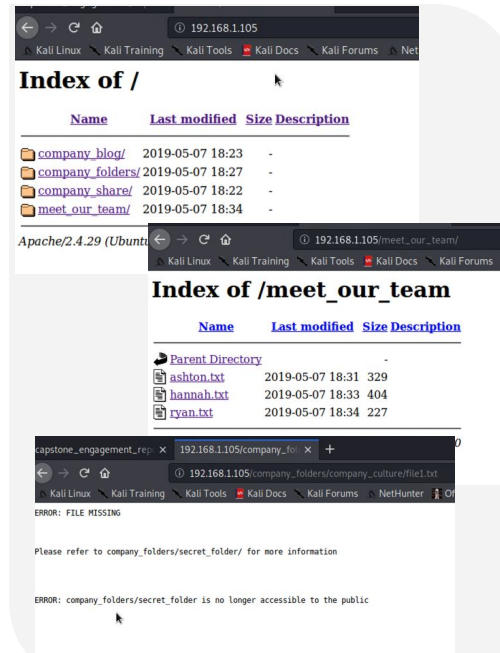 192.168.1.105
Kali Linux Kali Training Kali Tools Kali Docs Kali Forums Net
Index of /
Name Last modified Size Description
company_blog/ 2019-05-07 18:23 -
company_folders/ 2019-05-07 18:27 -
company_share/ 2019-05-07 18:22 -
meet_our_team/ 2019-05-07 18:34 -
Apache/2.4.29 (Ubuntu
192.168.1.105/meet_our_team/
Kali Linux Kali Training Kali Tools Kali Docs Kali Forums
Index of /meet_our_team
Name Last modified Size Description
Parent Directory -
ashton.txt 2019-05-07 18:31 329
hannah.txt 2019-05-07 18:33 404
ryan.txt 2019-05-07 18:34 227
0
capstone_engagement_rep × 192.168.1.105/company_fol × +
192.168.1.105/company_folders/company_culture/file1.txt
Kali Linux Kali Training Kali Tools Kali Docs Kali Forums NetHunter Of
ERROR: FILE MISSING
Please refer to company_folders/secret_folder/ for more information
ERROR: company_folders/secret_folder is no longer accessible to the public